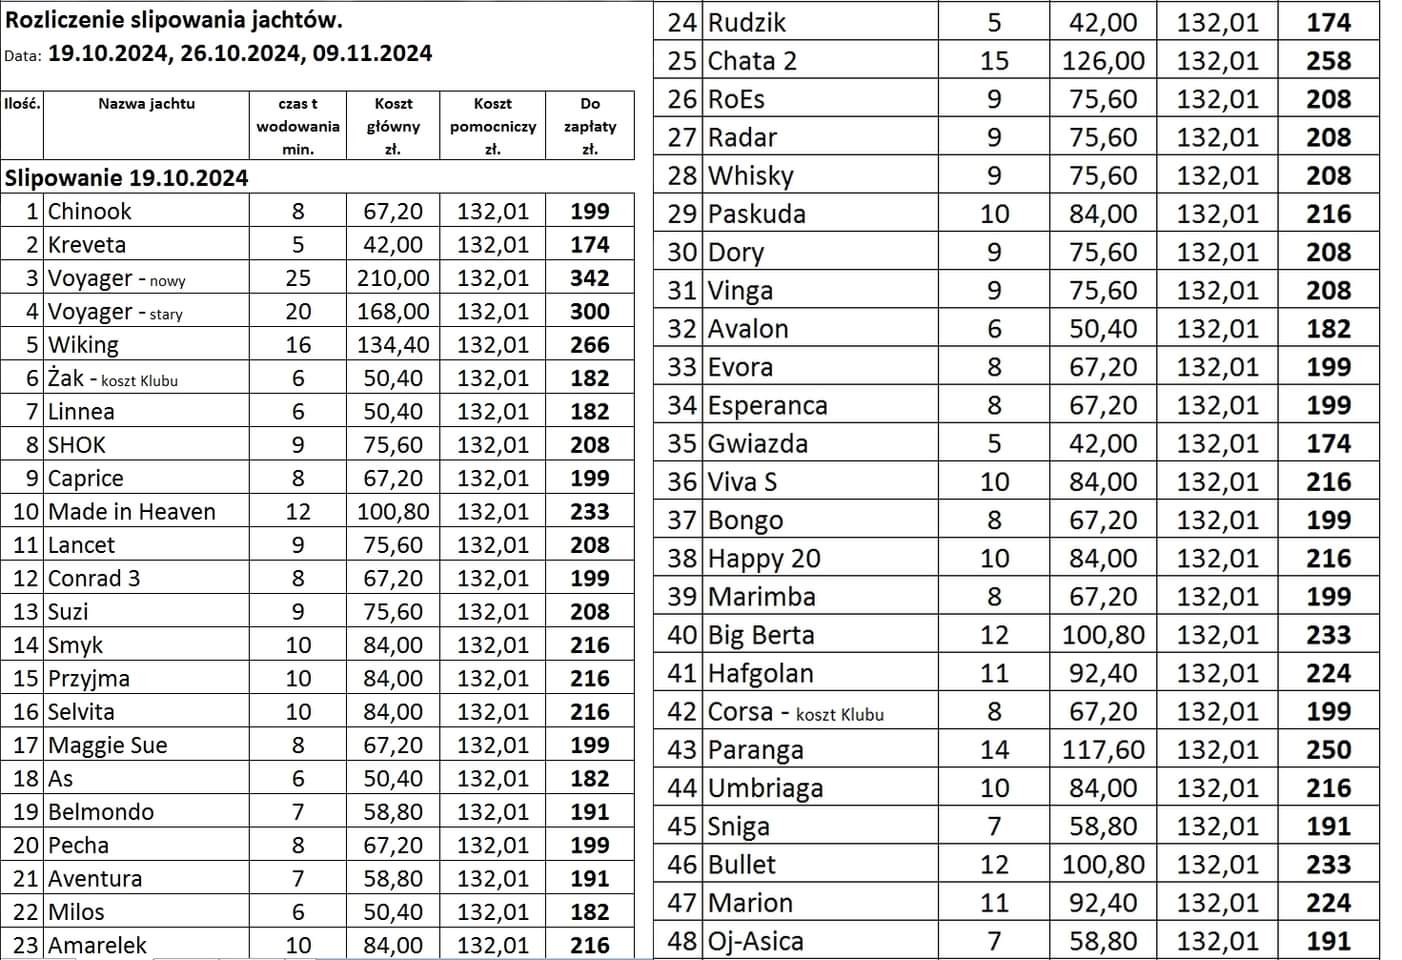 Rozliczenie slipowania jachtów.
Data: 19.10.2024, 26.10.2024, 09.11.2024
Ilość. Nazwa jachtu czas t wodowania min. Koszt główny zł. Koszt pomocniczy zł. Do zapłaty zł.
Slipowanie 19.10.2024
1 Chinook 8 67,20 132,01 199
2 Kreveta 5 42,00 132,01 174
3 Voyager - nowy 25 210,00 132,01 342
4 Voyager - stary 20 168,00 132,01 300
5 Wiking 16 134,40 132,01 266
6 Żak - koszt Klubu 6 50,40 132,01 182
7 Linnea 6 50,40 132,01 182
8 SHOK 9 75,60 132,01 208
9 Caprice 8 67,20 132,01 199
10 Made in Heaven 12 100,80 132,01 233
11 Lancet 9 75,60 132,01 208
12 Conrad 3 8 67,20 132,01 199
13 Suzi 9 75,60 132,01 208
14 Smyk 10 84,00 132,01 216
15 Przyjma 10 84,00 132,01 216
16 Selvita 10 84,00 132,01 216
17 Maggie Sue 8 67,20 132,01 199
18 As 6 50,40 132,01 182
19 Belmondo 7 58,80 132,01 191
20 Pecha 8 67,20 132,01 199
21 Aventura 7 58,80 132,01 191
22 Milos 6 50,40 132,01 182
23 Amarelek 10 84,00 132,01 216
24 Rudzik 5 42,00 132,01 174
25 Chata 2 15 126,00 132,01 258
26 RoEs 9 75,60 132,01 208
27 Radar 9 75,60 132,01 208
28 Whisky 9 75,60 132,01 208
29 Paskuda 10 84,00 132,01 216
30 Dory 9 75,60 132,01 208
31 Vinga 9 75,60 132,01 208
32 Avalon 6 50,40 132,01 182
33 Evora 8 67,20 132,01 199
34 Esperanca 8 67,20 132,01 199
35 Gwiazda 5 42,00 132,01 174
36 Viva S 10 84,00 132,01 216
37 Bongo 8 67,20 132,01 199
38 Happy 20 10 84,00 132,01 216
39 Marimba 8 67,20 132,01 199
40 Big Berta 12 100,80 132,01 233
41 Hafgolan 11 92,40 132,01 224
42 Corsa - koszt Klubu 8 67,20 132,01 199
43 Paranga 14 117,60 132,01 250
44 Umbriaga 10 84,00 132,01 216
45 Sniga 7 58,80 132,01 191
46 Bullet 12 100,80 132,01 233
47 Marion 11 92,40 132,01 224
48 Oj-Asica 7 58,80 132,01 191